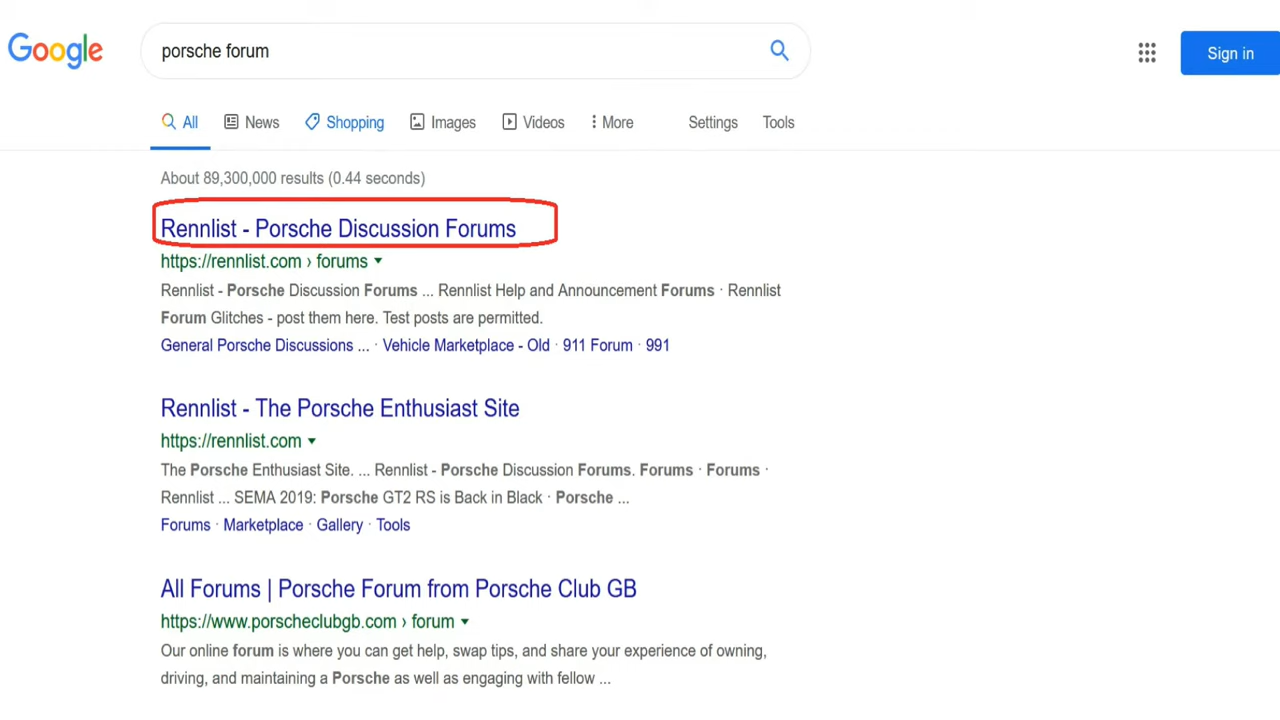 Google
porsche forum
Sign in
All News Shopping Images Videos More Settings Tools
About 89,300,000 results (0.44 seconds)
Rennlist - Porsche Discussion Forums
https://rennlist.com › forums
Rennlist - Porsche Discussion Forums ... Rennlist Help and Announcement Forums · Rennlist
Forum Glitches - post them here. Test posts are permitted.
General Porsche Discussions ... · Vehicle Marketplace - Old · 911 Forum · 991
Rennlist - The Porsche Enthusiast Site
https://rennlist.com
The Porsche Enthusiast Site. ... Rennlist - Porsche Discussion Forums. Forums · Forums ·
Rennlist ... SEMA 2019: Porsche GT2 RS is Back in Black · Porsche ...
Forums · Marketplace · Gallery · Tools
All Forums | Porsche Forum from Porsche Club GB
https://www.porscheclubgb.com › forum
Our online forum is where you can get help, swap tips, and share your experience of owning,
driving, and maintaining a Porsche as well as engaging with fellow ...